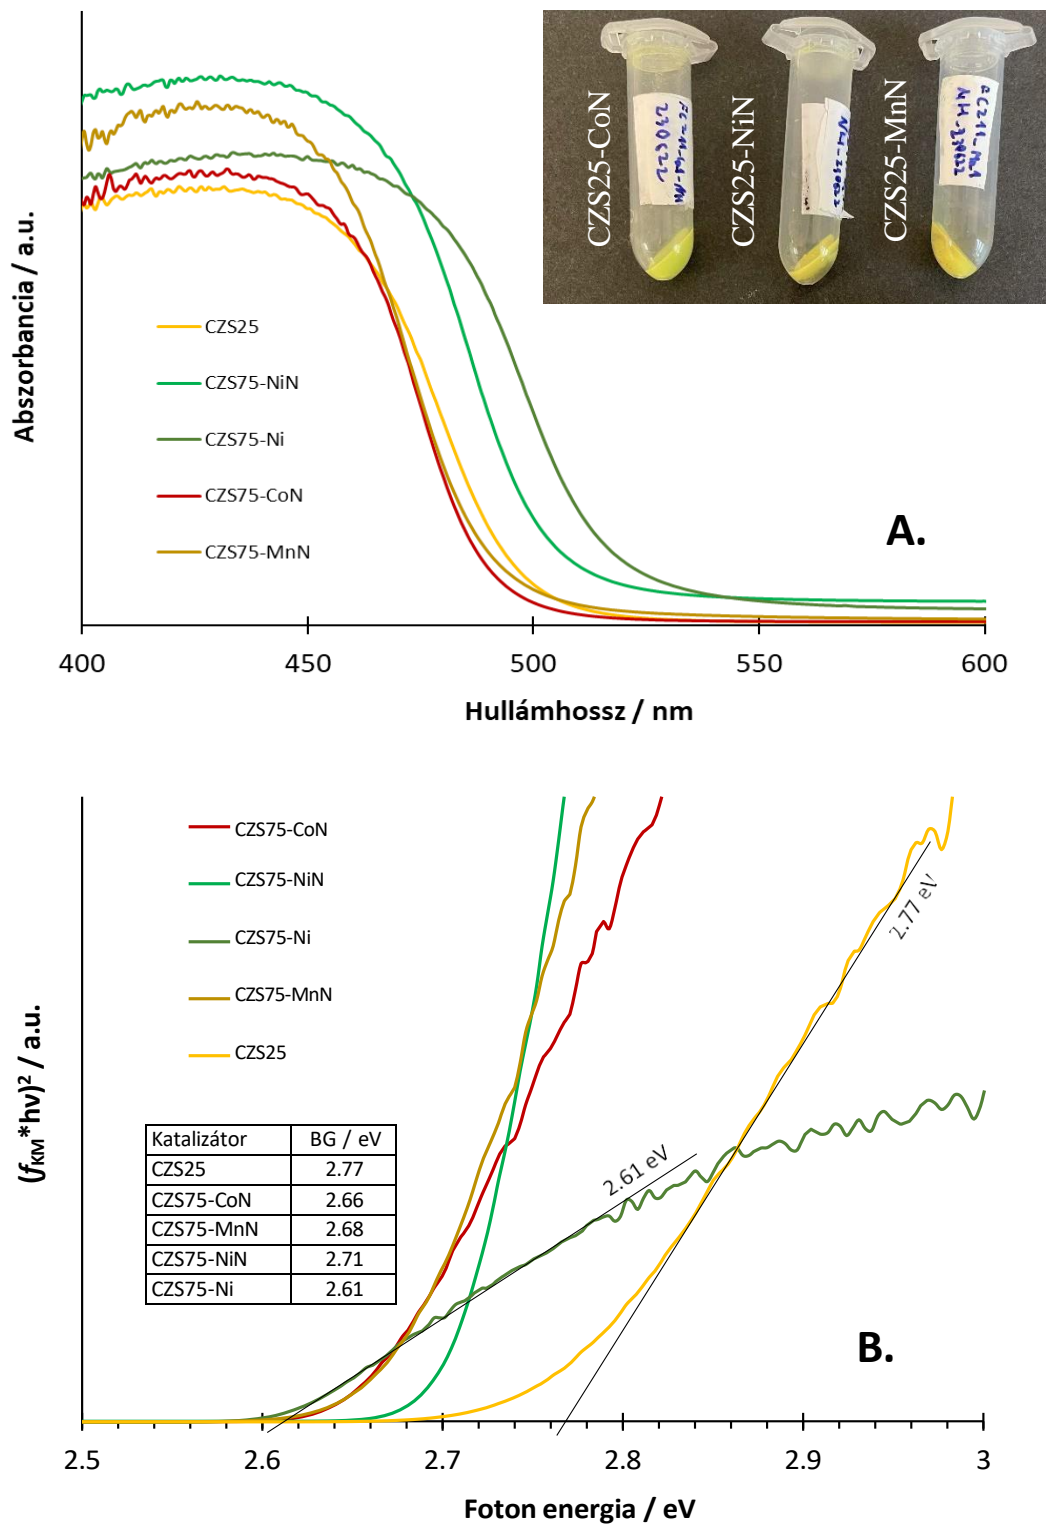 Abszorbancia / a.u.
CZS25
CZS75-NiN
CZS75-Ni
CZS75-CoN
CZS75-MnN
CZS25-CoN
CZS25-NiN
CZS25-MnN
230622
A.
400
450
500
550
600
Hullámhossz / nm
(fKM*hν)² / a.u.
CZS75-CoN
CZS75-NiN
CZS75-Ni
CZS75-MnN
CZS25
Katalizátor BG / eV
CZS25 2.77
CZS75-CoN 2.66
CZS75-MnN 2.68
CZS75-NiN 2.71
CZS75-Ni 2.61
2.61 eV
2.77 eV
B.
2.5
2.6
2.7
2.8
2.9
3
Foton energia / eV